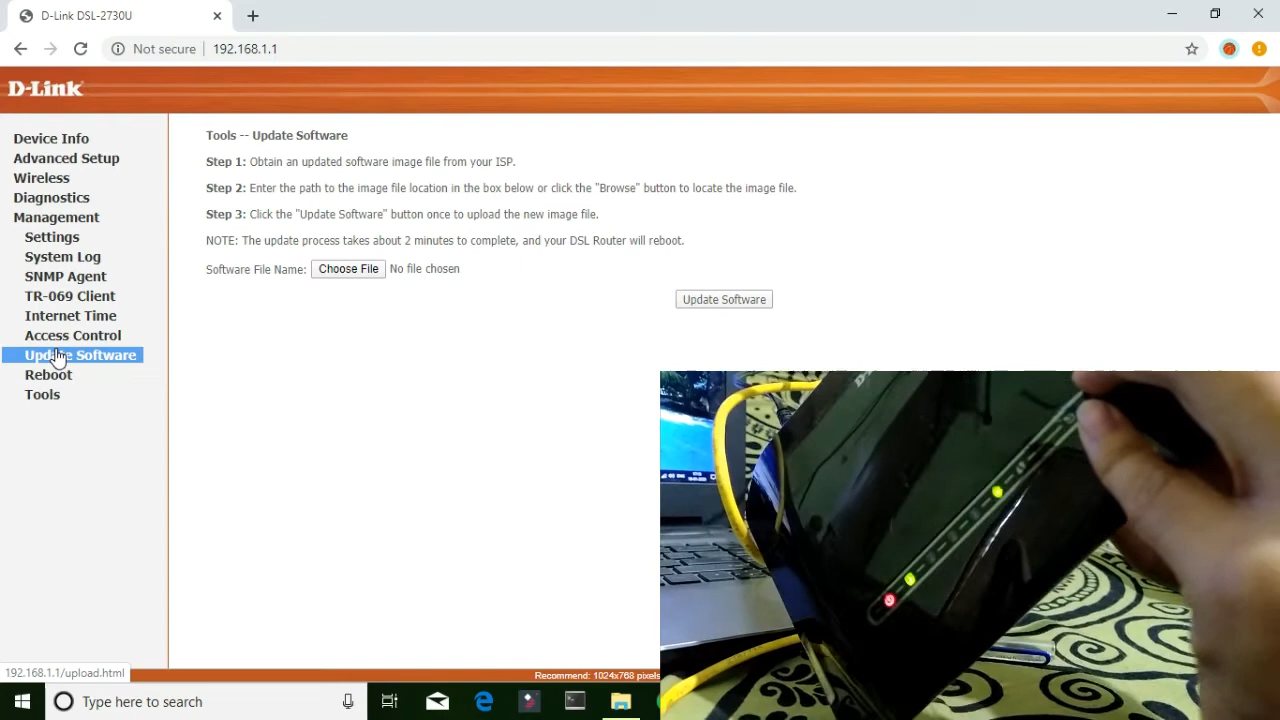 D-Link DSL-2730U
Not secure
192.168.1.1
D-Link
Device Info
Advanced Setup
Wireless
Diagnostics
Management
Settings
System Log
SNMP Agent
TR-069 Client
Internet Time
Access Control
Update Software
Reboot
Tools
Tools -- Update Software
Step 1: Obtain an updated software image file from your ISP.
Step 2: Enter the path to the image file location in the box below or click the "Browse" button to locate the image file.
Step 3: Click the "Update Software" button once to upload the new image file.
NOTE: The update process takes about 2 minutes to complete, and your DSL Router will reboot.
Software File Name: Choose File No file chosen
Update Software
192.168.1.1/upload.html
Recommend: 1024x768 pixels
Type here to search